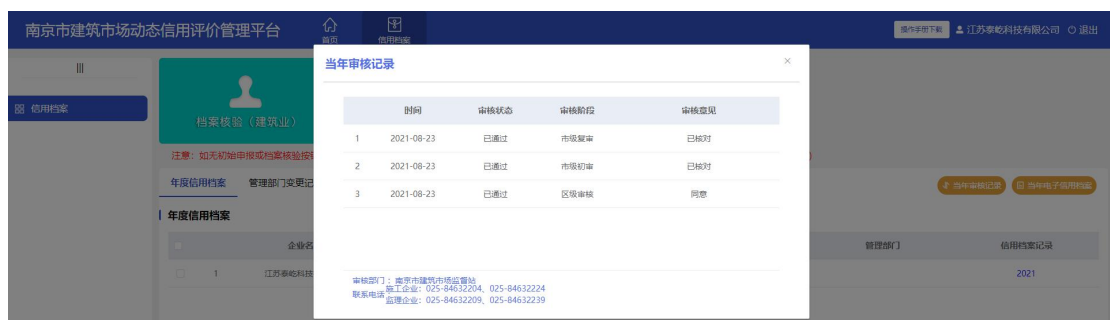 南京市建筑市场动态信用评价管理平台
首页
信用档案
操作手册下载
江苏泰屹科技有限公司
退出
信用档案
档案核验（建筑业）
注意：如无初始申报或档案核验按
年度信用档案
管理部门变更记
当年审核记录
当年电子信用档案
年度信用档案
企业名
管理部门
信用档案记录
1 江苏泰屹科技
2021
当年审核记录
×
时间 审核状态 审核阶段 审核意见
1 2021-08-23 已通过 市级复审 已核对
2 2021-08-23 已通过 市级初审 已核对
3 2021-08-23 已通过 区级审核 同意
审核部门：南京市建筑市场监督站
联系电话
施工企业：025-84632204、025-84632224
监理企业：025-84632209、025-84632239